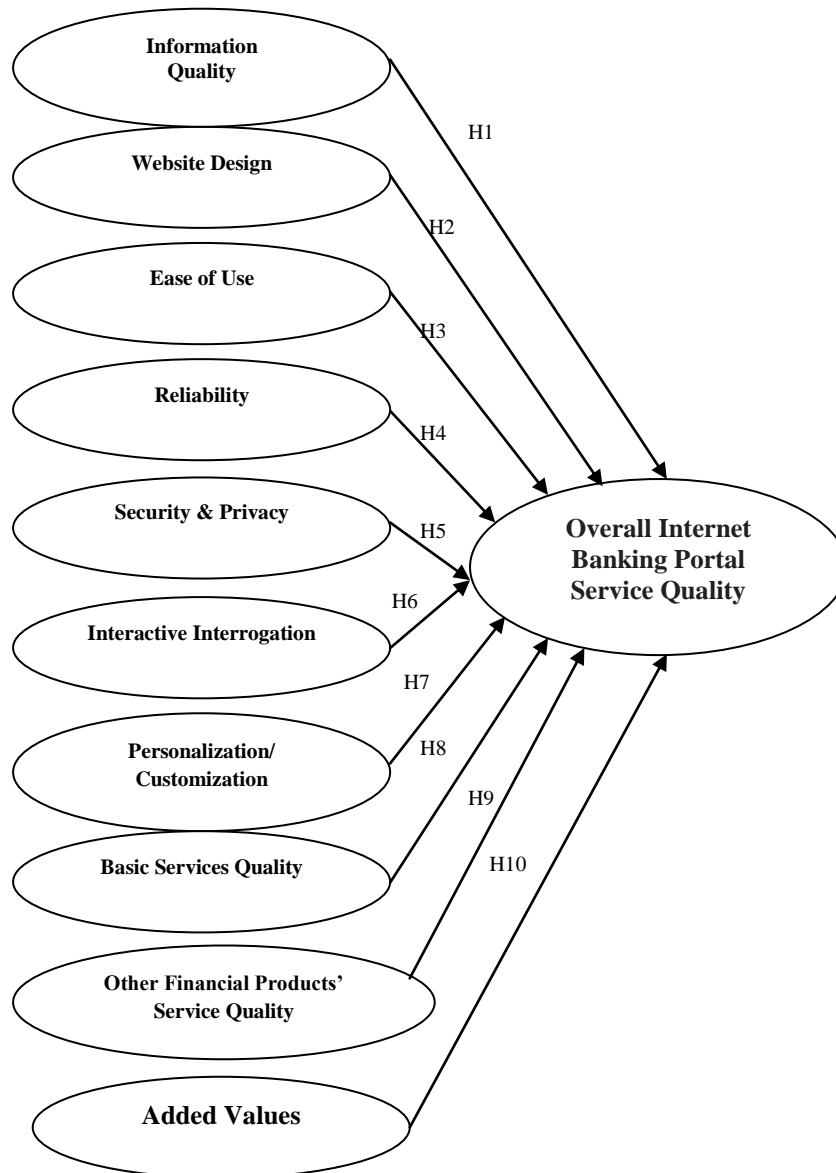 Information
Quality
H1
Website Design
H2
Ease of Use
H3
Reliability
H4
Security & Privacy
H5
Overall Internet
Banking Portal
Service Quality
H6
Interactive Interrogation
H7
Personalization/
Customization
H8
H9
Basic Services Quality
H10
Other Financial Products’
Service Quality
Added Values